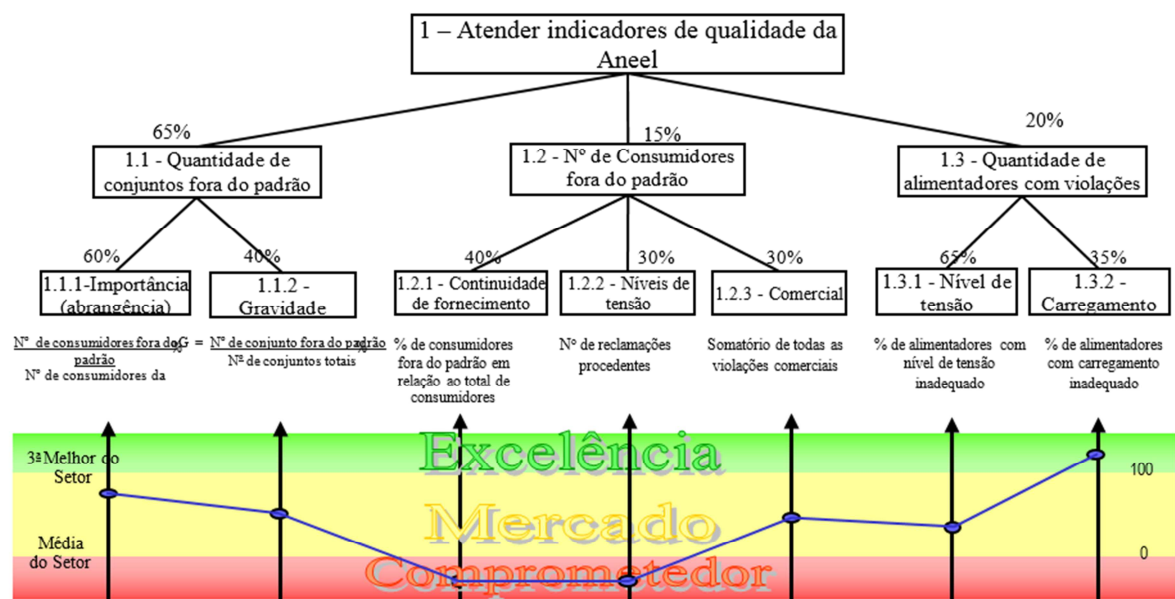 1 – Atender indicadores de qualidade da
Aneel
65%
15%
20%
1.1 - Quantidade de
conjuntos fora do padrão
1.2 - Nº de Consumidores
fora do padrão
1.3 - Quantidade de
alimentadores com violações
60%
40%
40%
30%
30%
65%
35%
1.1.1-Importância
(abrangência)
1.1.2 -
Gravidade
1.2.1 - Continuidade
de fornecimento
1.2.2 - Níveis de
tensão
1.2.3 - Comercial
1.3.1 - Nível de
tensão
1.3.2 -
Carregamento
Nº de consumidores fora do
padrão
Nº de consumidores da
G = Nº de conjunto fora do padrão
Nº de conjuntos totais
% de consumidores
fora do padrão em
relação ao total de
consumidores
Nº de reclamações
procedentes
Somatório de todas as
violações comerciais
% de alimentadores com
nível de tensão
inadequado
% de alimentadores
com carregamento
inadequado
Excelência
3ª Melhor do
Setor
100
Mercado
Média
do Setor
0
Comprometedor